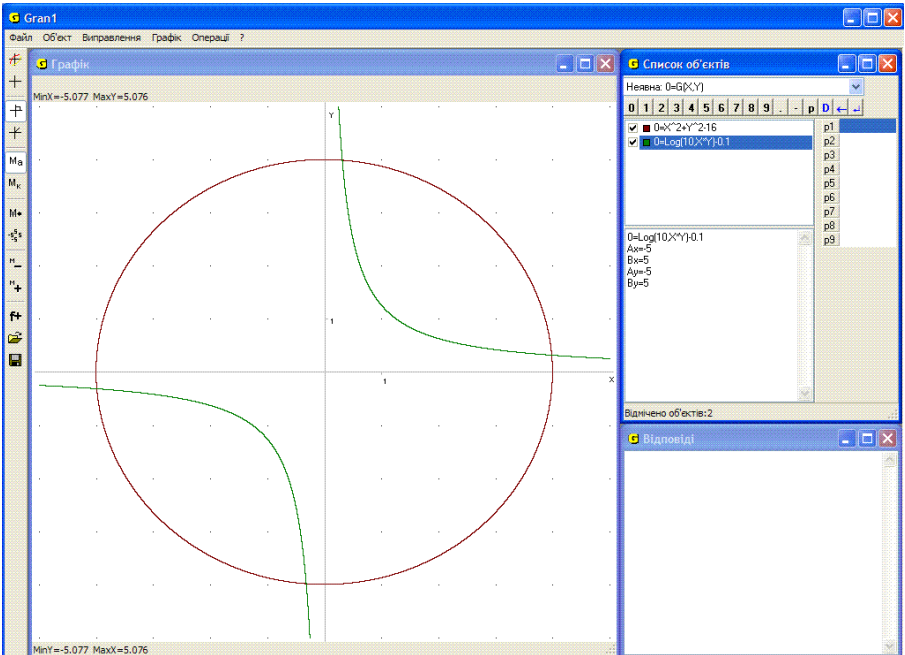 Gran1
Файл Об'єкт Виправлення Графік Операції ?
Графік
MinX=-5.077 MaxY=5.076
Y
1
1
X
MinY=-5.077 MaxX=5.076
Ma
Mк
M+
M
M
f+
Список об'єктів
Неявна: 0=G(X,Y)
0 1 2 3 4 5 6 7 8 9 . - p D
0=X^2+Y^2-16
0=Log(10,X*Y)-0.1
p1
p2
p3
p4
p5
p6
p7
p8
p9
0=Log(10,X*Y)-0.1
Ax=-5
Bx=5
Ay=-5
By=5
Відмічено об'єктів:2
Відповіді